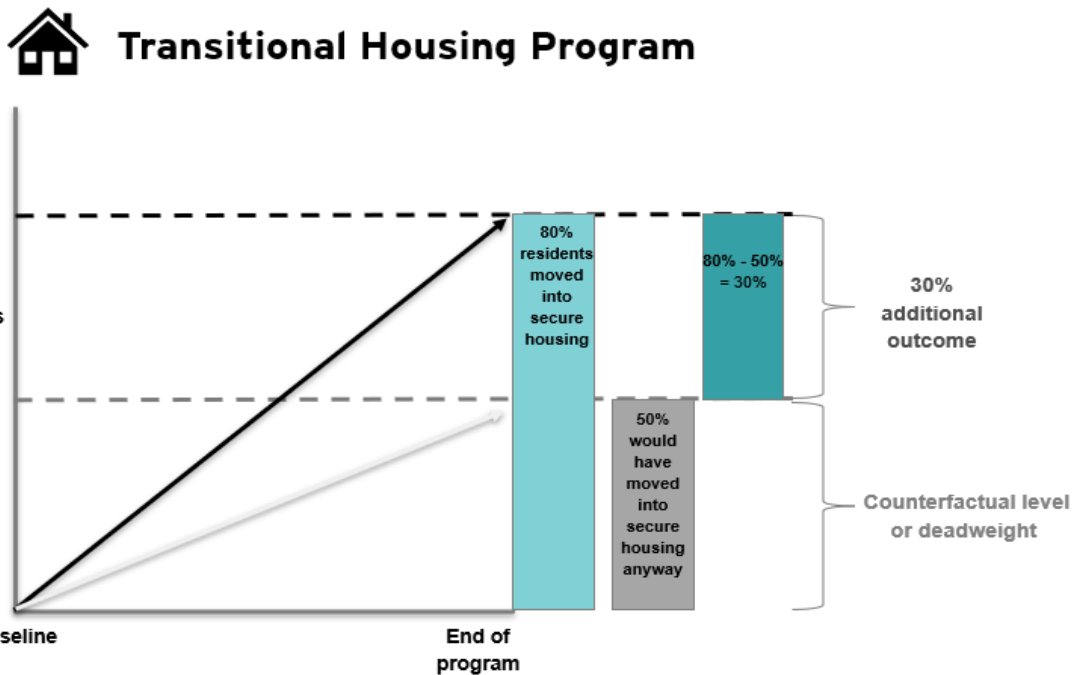 Transitional Housing Program
80%
residents
moved
into
secure
housing
80% - 50%
= 30%
30%
additional
outcome
s
50%
would
have
moved
into
secure
housing
anyway
Counterfactual level
or deadweight
seline
End of
program